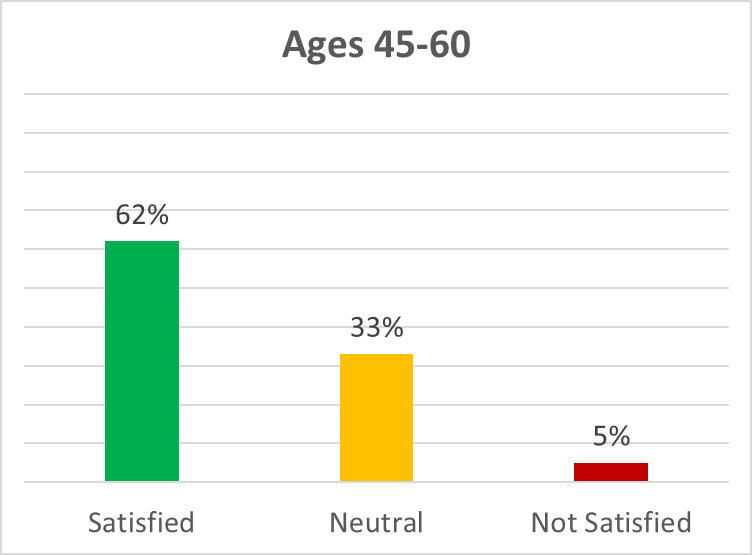 Ages 45-60
62%
33%
5%
Satisfied
Neutral
Not Satisfied